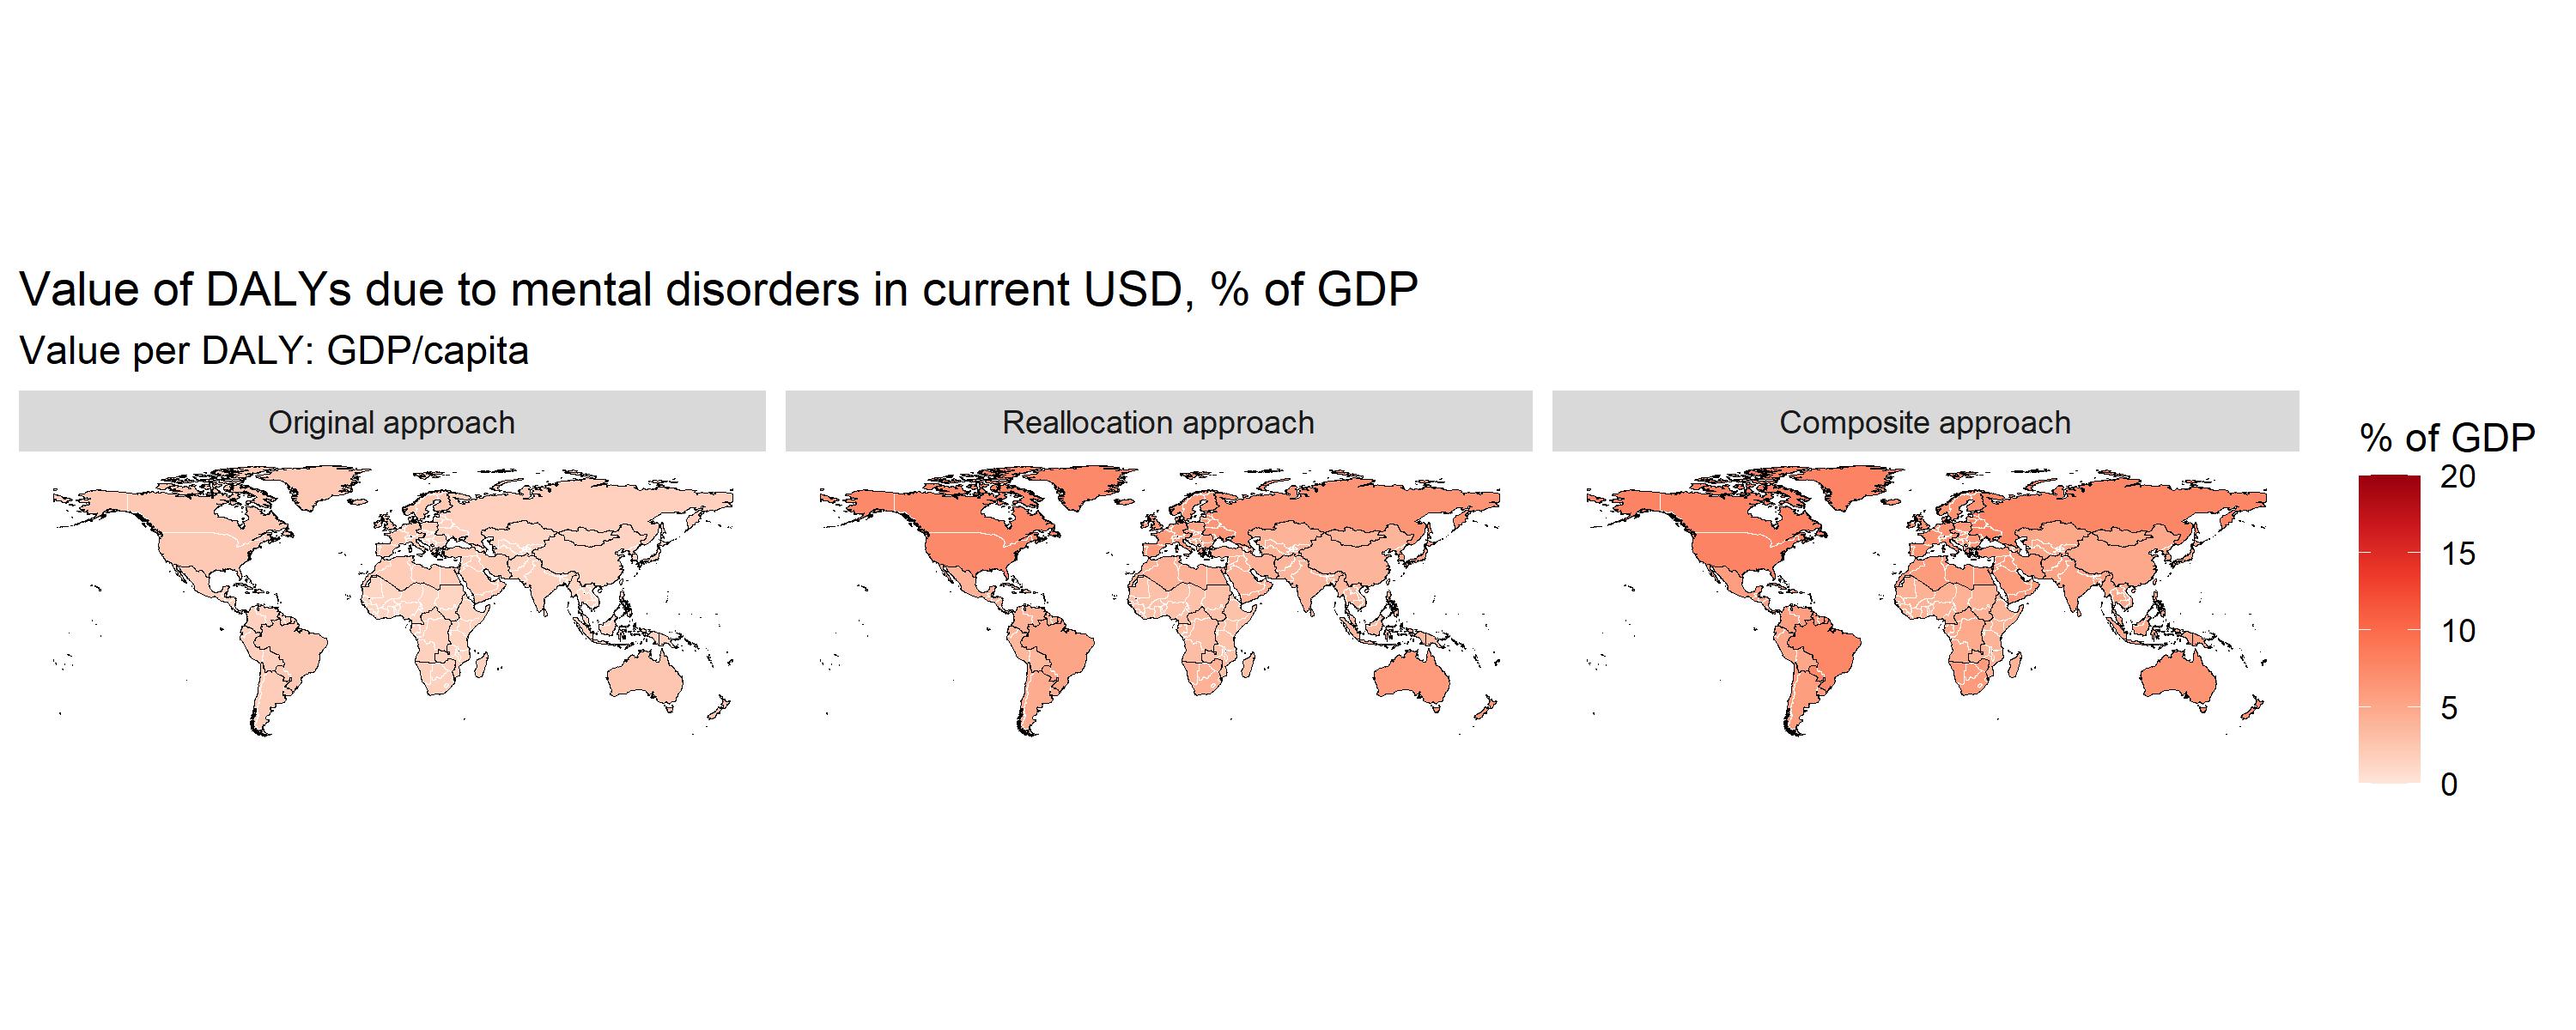 Value of DALYs due to mental disorders in current USD, % of GDP
Value per DALY: GDP/capita
Original approach
Reallocation approach
Composite approach
% of GDP
20
15
10
5
0